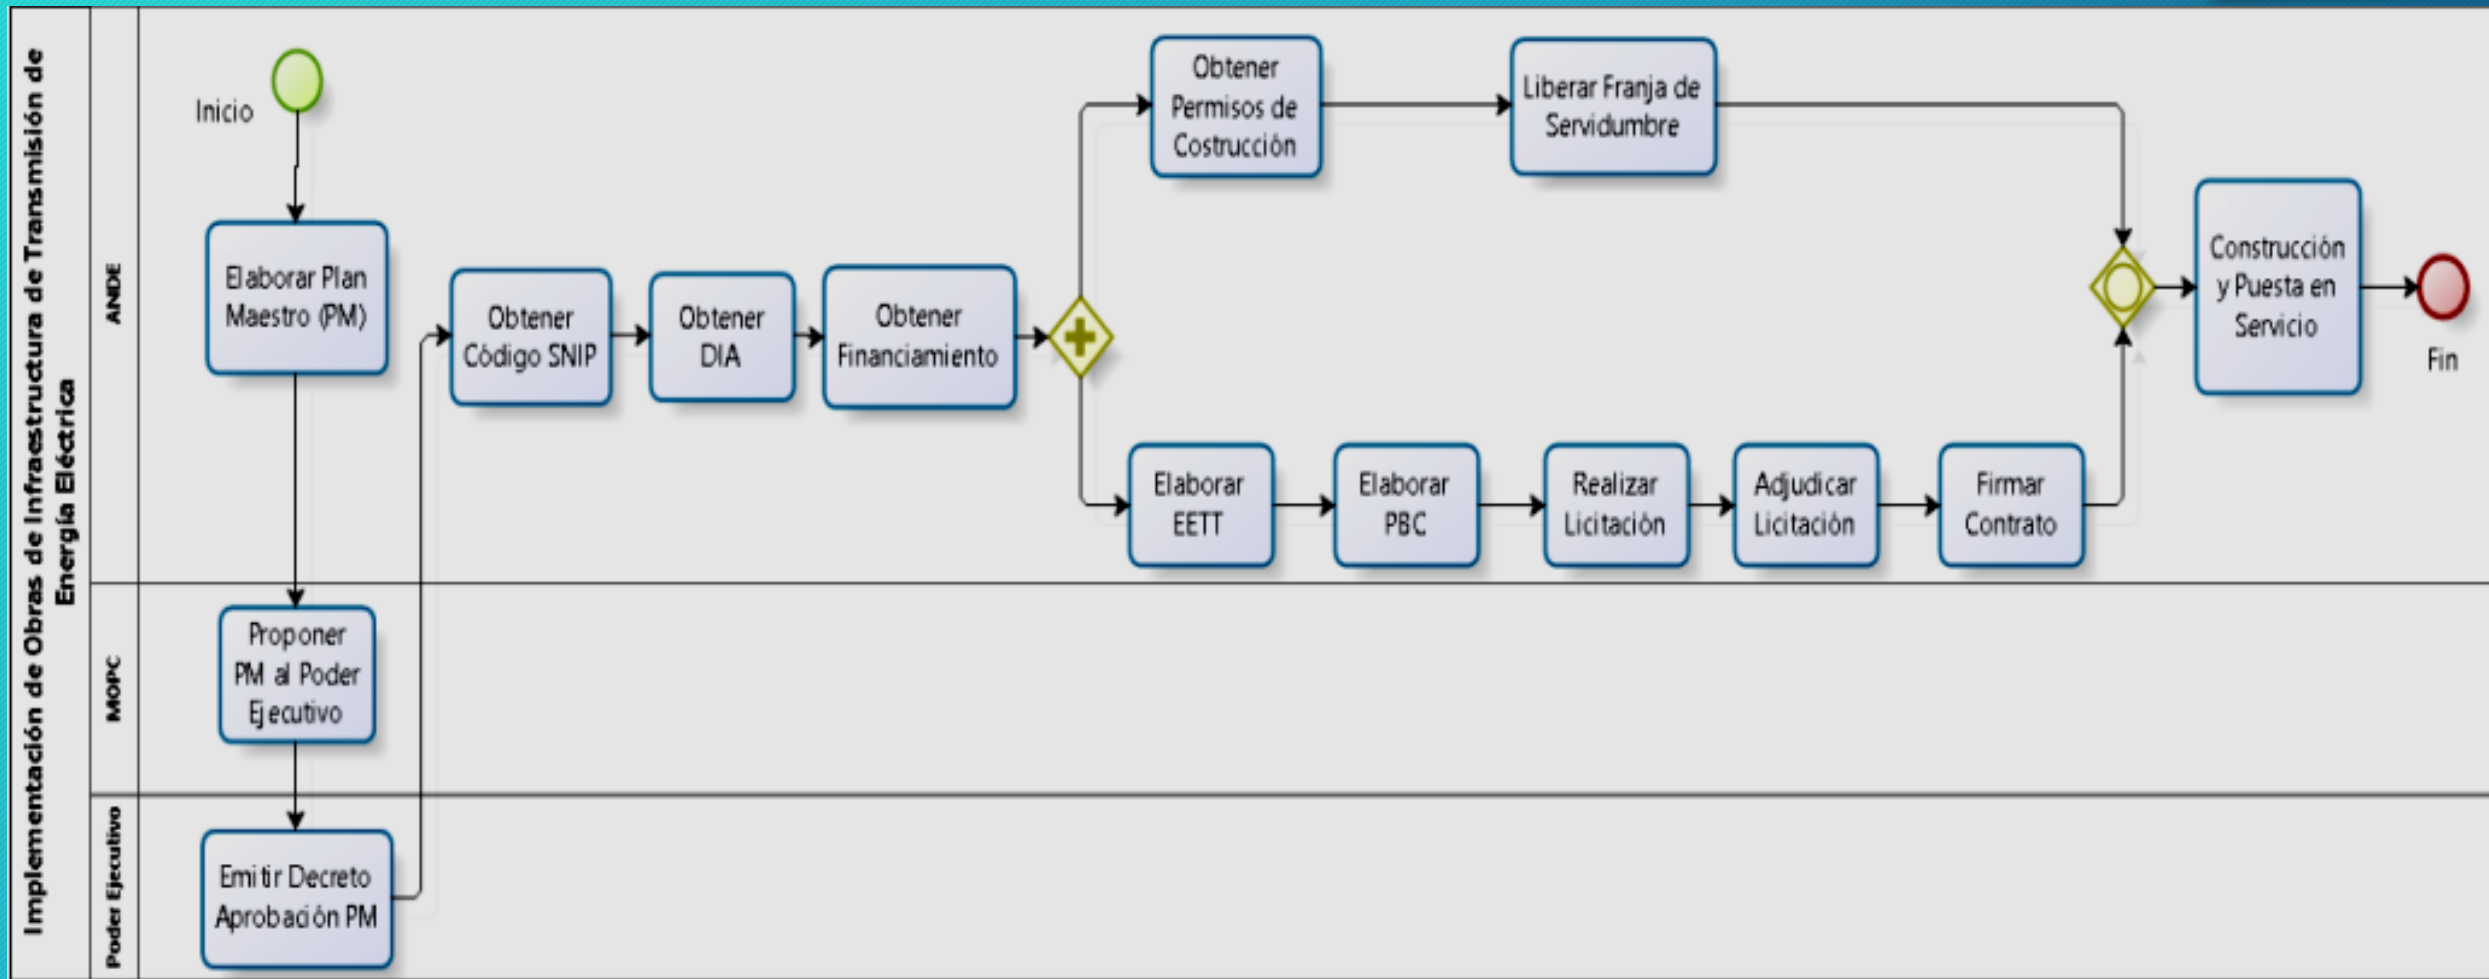 Implementación de Obras de Infraestructura de Transmisión de
Energía Eléctrica
ANDE
Inicio
Elaborar Plan
Maestro (PM)
Obtener
Código SNIP
Obtener
DIA
Obtener
Financiamiento
Obtener
Permisos de
Costrucción
Liberar Franja de
Servidumbre
Elaborar
EETT
Elaborar
PBC
Realizar
Licitación
Adjudicar
Licitación
Firmar
Contrato
Construcción
y Puesta en
Servicio
Fin
MOPC
Proponer
PM al Poder
Ejecutivo
Poder Ejecutivo
Emitir Decreto
Aprobación PM